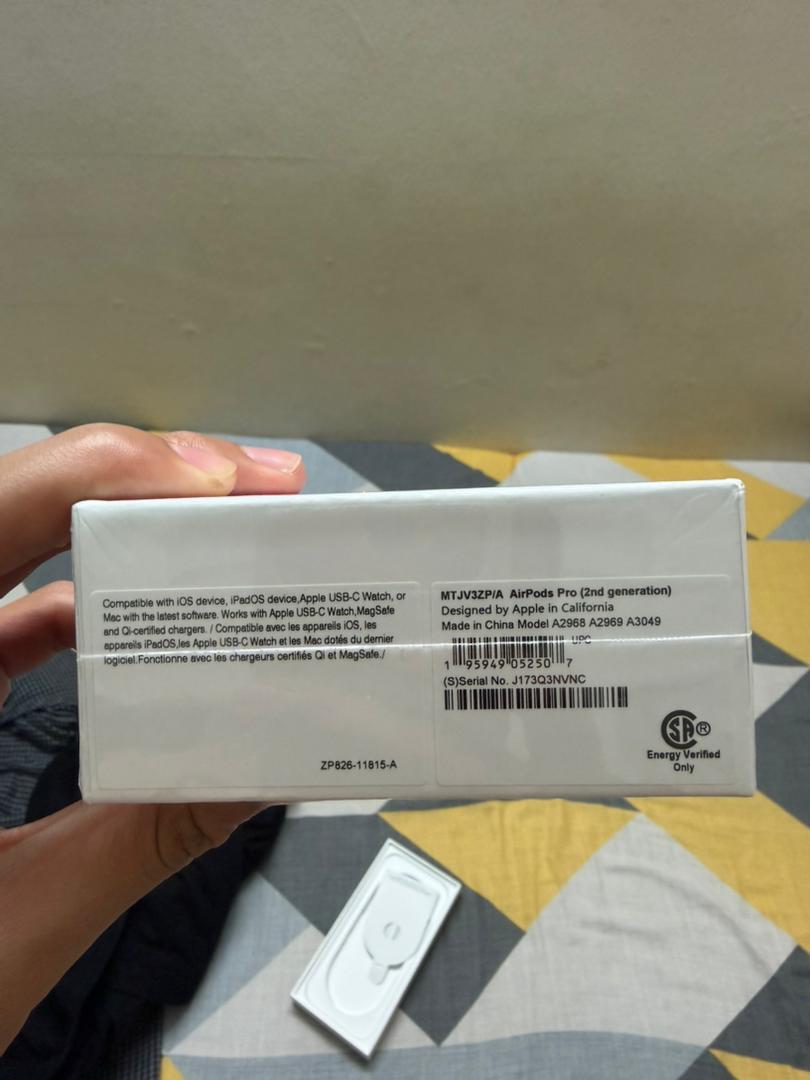 Compatible with iOS device, iPadOS device,Apple USB-C Watch, or
Mac with the latest software. Works with Apple USB-C Watch,MagSafe
and Qi-certified chargers. / Compatible avec les appareils iOS, les
appareils iPadOS,les Apple USB-C Watch et les Mac dotés du dernier
logiciel.Fonctionne avec les chargeurs certifiés Qi et MagSafe./
ZP826-11815-A
MTJV3ZP/A AirPods Pro (2nd generation)
Designed by Apple in California
Made in China Model A2968 A2969 A3049
UPC
1 95949 05250 7
(S)Serial No. J173Q3NVNC
SA®
Energy Verified
Only